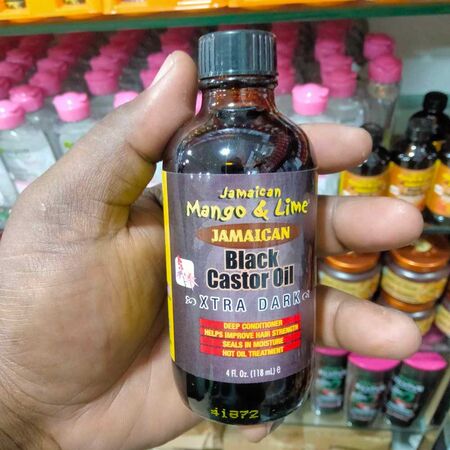 Jamaican
Mango & Lime
JAMAICAN
Black
Castor Oil
XTRA DARK
DEEP CONDITIONER
HELPS IMPROVE HAIR STRENGTH
SEALS IN MOISTURE
HOT OIL TREATMENT
4 Fl. Oz. (118 mL) ℮
41872